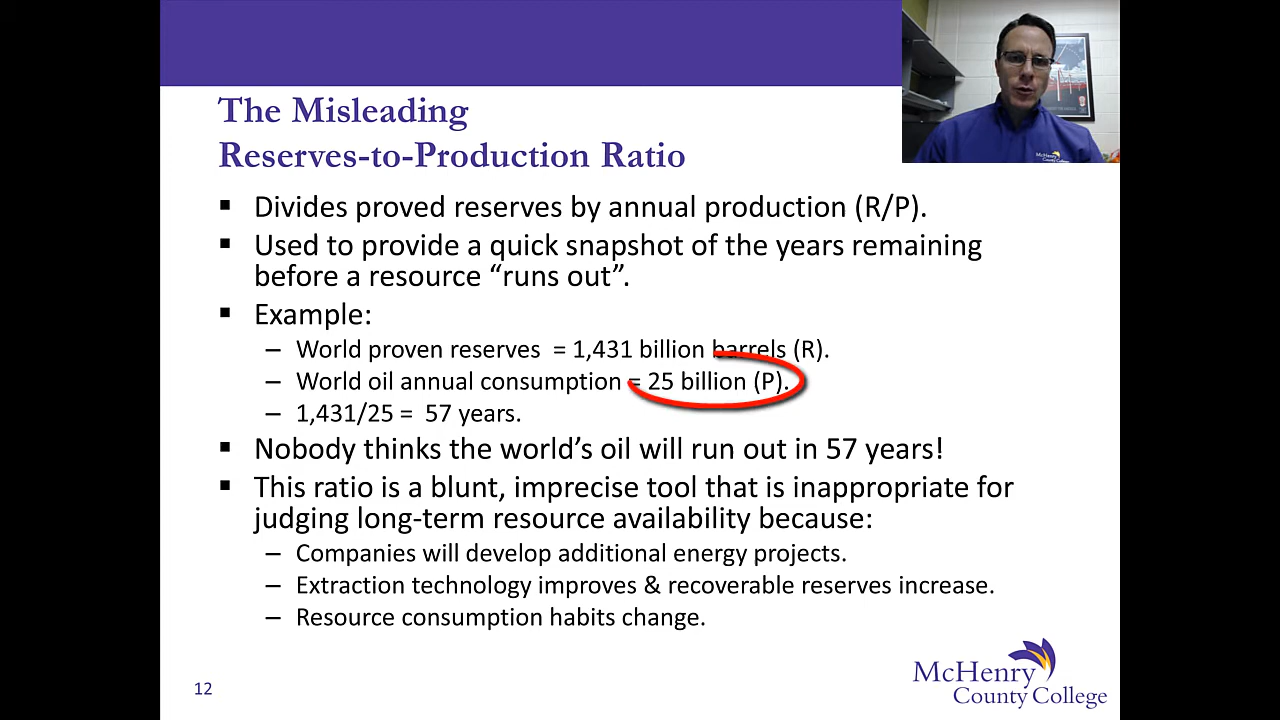 The Misleading
Reserves-to-Production Ratio
▪ Divides proved reserves by annual production (R/P).
▪ Used to provide a quick snapshot of the years remaining
before a resource “runs out”.
▪ Example:
– World proven reserves = 1,431 billion barrels (R).
– World oil annual consumption = 25 billion (P).
– 1,431/25 = 57 years.
▪ Nobody thinks the world’s oil will run out in 57 years!
▪ This ratio is a blunt, imprecise tool that is inappropriate for
judging long-term resource availability because:
– Companies will develop additional energy projects.
– Extraction technology improves & recoverable reserves increase.
– Resource consumption habits change.
12
McHenry
County College
McHenry
County College